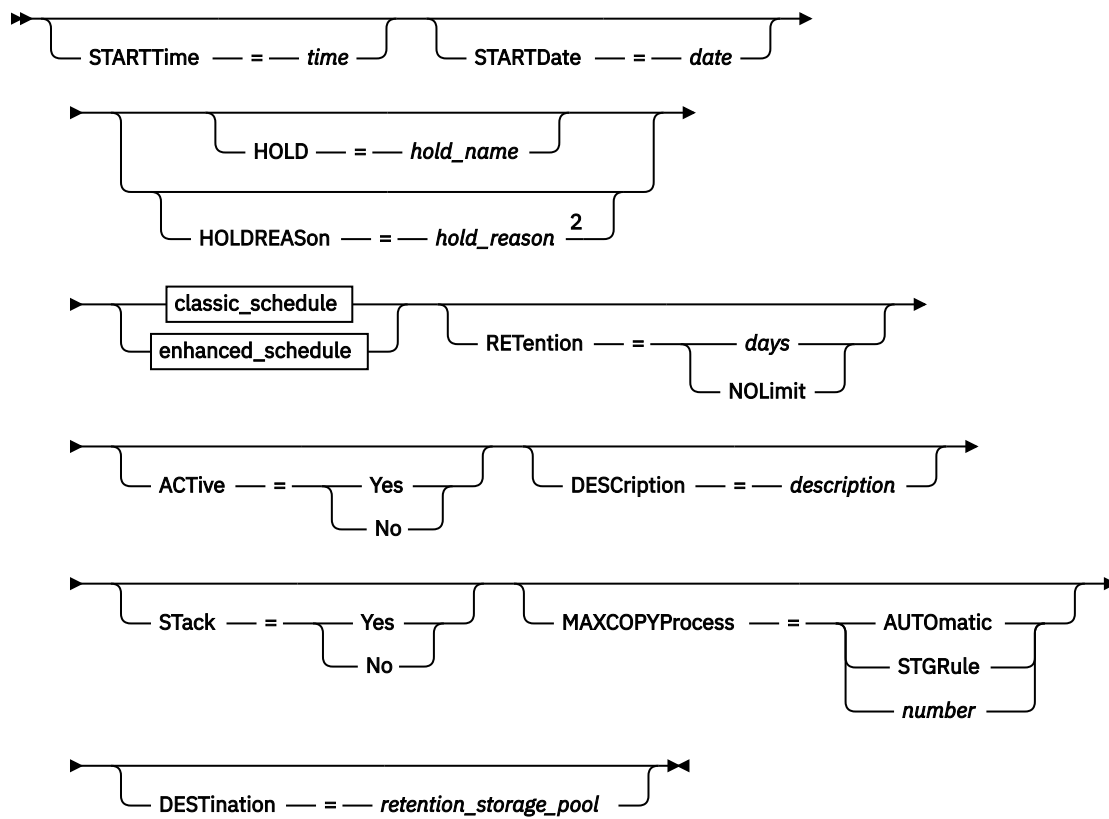 STARTTime = time STARTDate = date
HOLD = hold_name
HOLDREASon = hold_reason 2
classic_schedule
enhanced_schedule
RETention = days
NOLimit
ACTive = Yes
No
DESCription = description
STack = Yes
No
MAXCOPYProcess = AUTOmatic
STGRule
number
DESTination = retention_storage_pool